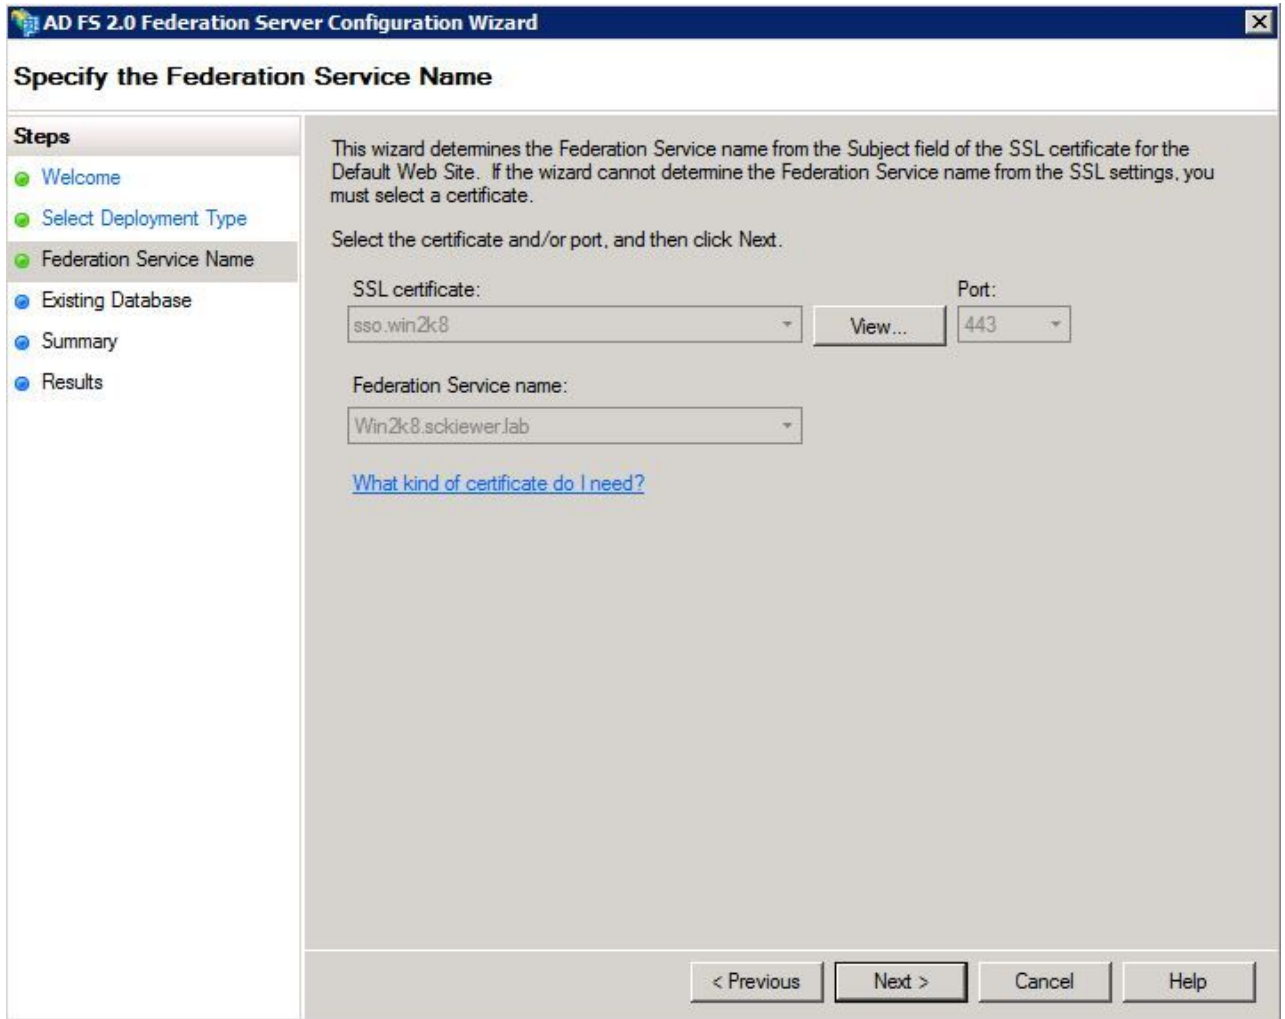 AD FS 2.0 Federation Server Configuration Wizard
Specify the Federation Service Name
Steps
Welcome
Select Deployment Type
Federation Service Name
Existing Database
Summary
Results
This wizard determines the Federation Service name from the Subject field of the SSL certificate for the
Default Web Site. If the wizard cannot determine the Federation Service name from the SSL settings, you
must select a certificate.
Select the certificate and/or port, and then click Next.
SSL certificate:
Port:
sso.win2k8
View...
443
Federation Service name:
Win2k8.sckiewer.lab
What kind of certificate do I need?
< Previous
Next >
Cancel
Help